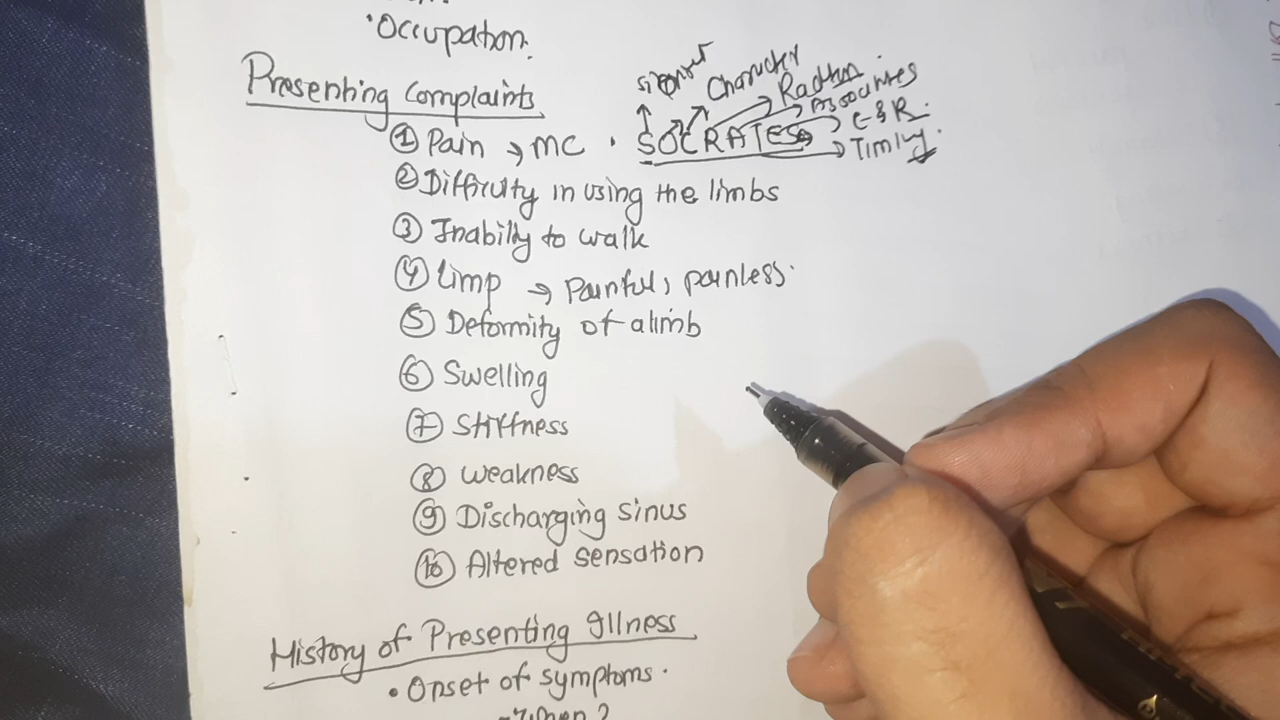 •Occupation.
Presenting Complaints
Site onset Character
Radtion
Associates
E & R.
Timing.
① Pain → MC • SOCRATES
② Difficulty in using the limbs
③ Inability to walk
④ Limp → Painful, painless.
⑤ Deformity of a limb
⑥ Swelling
⑦ Stiffness
⑧ Weakness
⑨ Discharging sinus
⑩ Altered sensation
History of Presenting Illness
• Onset of symptoms.